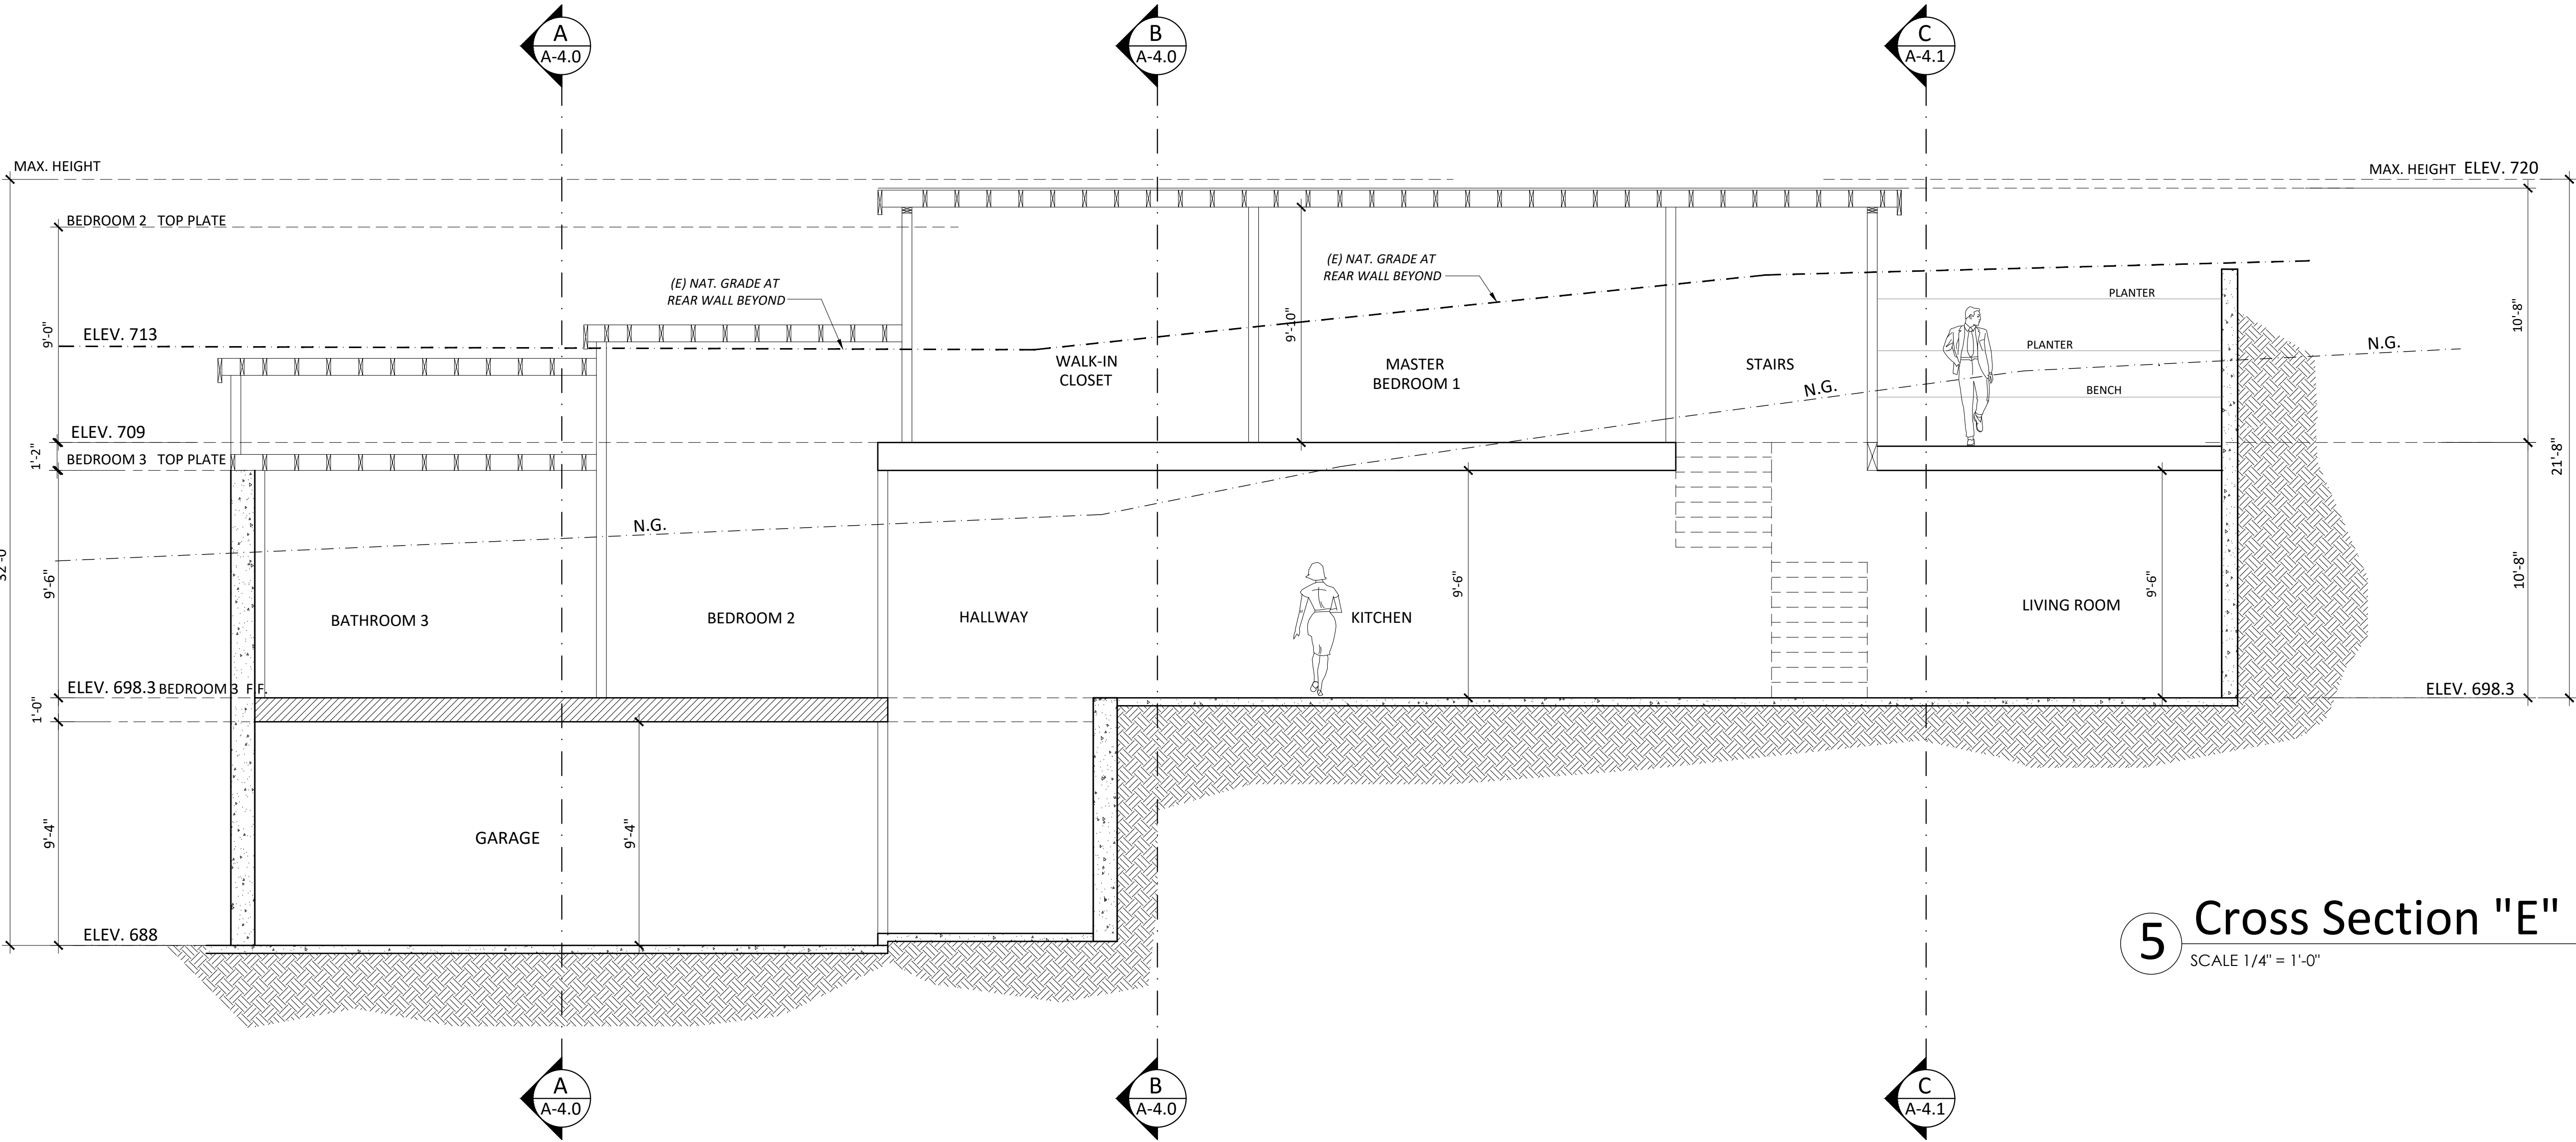 A
A-4.0
B
A-4.0
C
A-4.1
MAX. HEIGHT
MAX. HEIGHT ELEV. 720
BEDROOM 2 TOP PLATE
(E) NAT. GRADE AT
REAR WALL BEYOND
(E) NAT. GRADE AT
REAR WALL BEYOND
PLANTER
9'-0"
ELEV. 713
9'-10"
10'-8"
PLANTER
N.G.
WALK-IN
CLOSET
MASTER
BEDROOM 1
STAIRS
N.G.
BENCH
ELEV. 709
1'-2"
BEDROOM 3 TOP PLATE
21'-8"
N.G.
32'-0"
9'-6"
9'-6"
9'-6"
10'-8"
BATHROOM 3
BEDROOM 2
HALLWAY
KITCHEN
LIVING ROOM
ELEV. 698.3 BEDROOM 3 F.F.
ELEV. 698.3
1'-0"
9'-4"
GARAGE
9'-4"
ELEV. 688
5
Cross Section "E"
SCALE 1/4" = 1'-0"
A
A-4.0
B
A-4.0
C
A-4.1